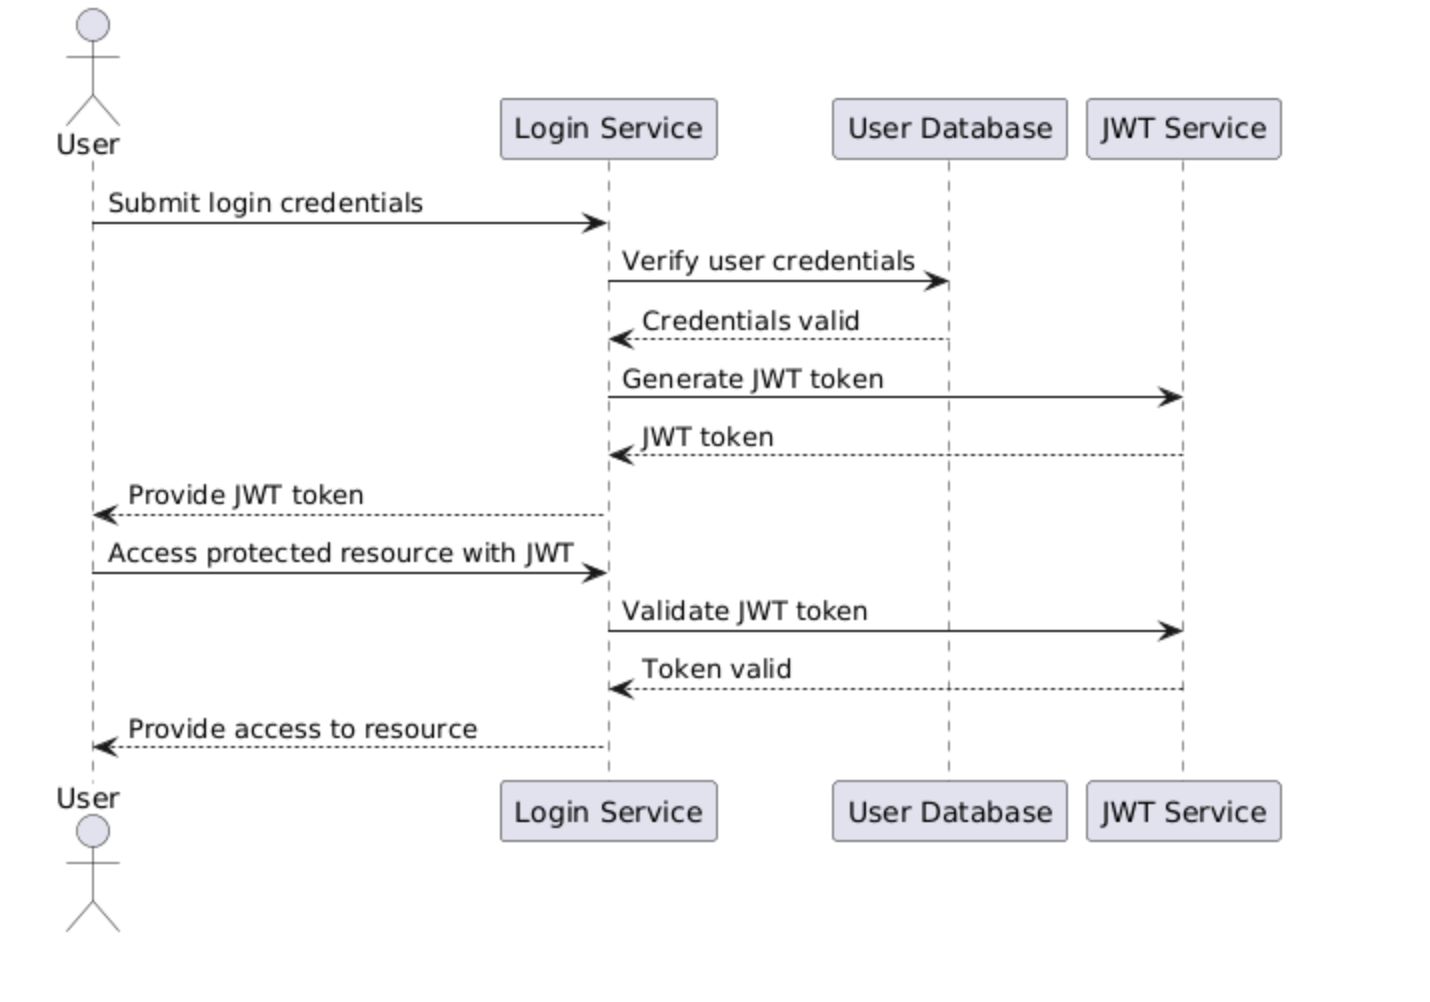 User
Login Service
User Database
JWT Service
Submit login credentials
Verify user credentials
Credentials valid
Generate JWT token
JWT token
Provide JWT token
Access protected resource with JWT
Validate JWT token
Token valid
Provide access to resource
User
Login Service
User Database
JWT Service